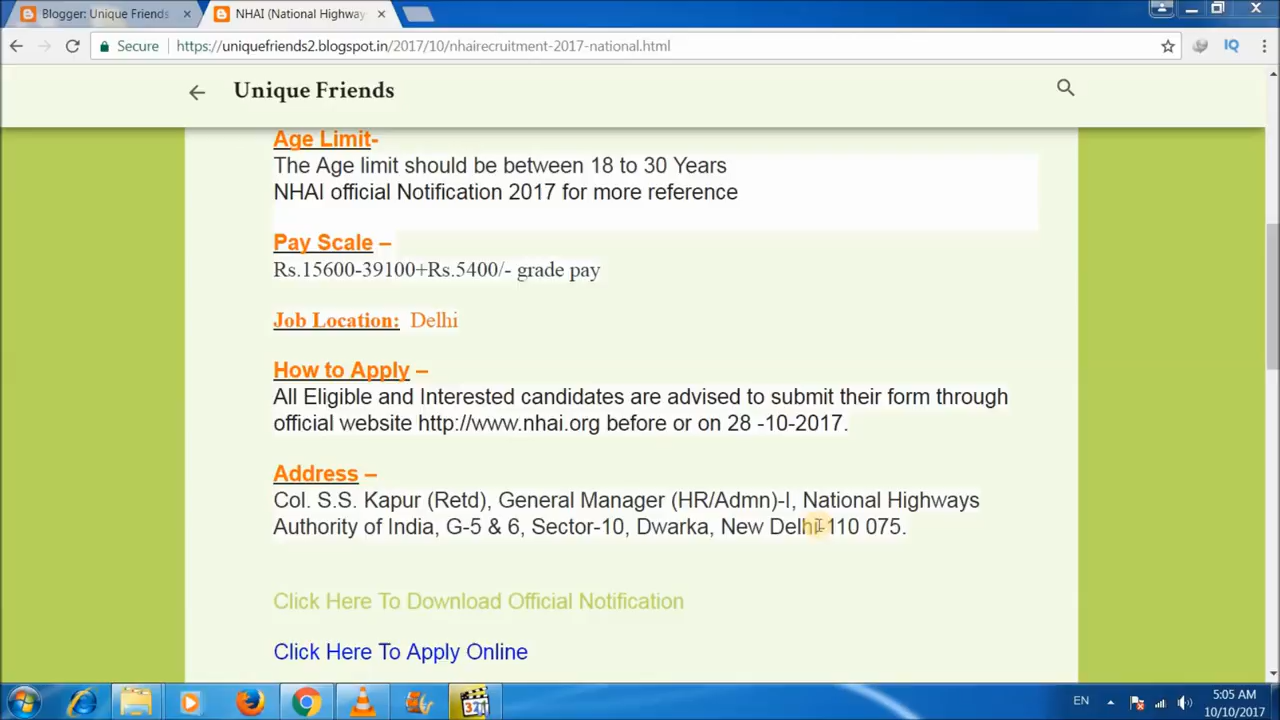 Blogger: Unique Friends
NHAI (National Highway
Secure
https://uniquefriends2.blogspot.in/2017/10/nhairecruitment-2017-national.html
IQ
Unique Friends
Age Limit-
The Age limit should be between 18 to 30 Years
NHAI official Notification 2017 for more reference
Pay Scale –
Rs.15600-39100+Rs.5400/- grade pay
Job Location: Delhi
How to Apply –
All Eligible and Interested candidates are advised to submit their form through
official website http://www.nhai.org before or on 28 -10-2017.
Address –
Col. S.S. Kapur (Retd), General Manager (HR/Admn)-I, National Highways
Authority of India, G-5 & 6, Sector-10, Dwarka, New Delhi-110 075.
Click Here To Download Official Notification
Click Here To Apply Online
321
EN
5:05 AM
10/10/2017